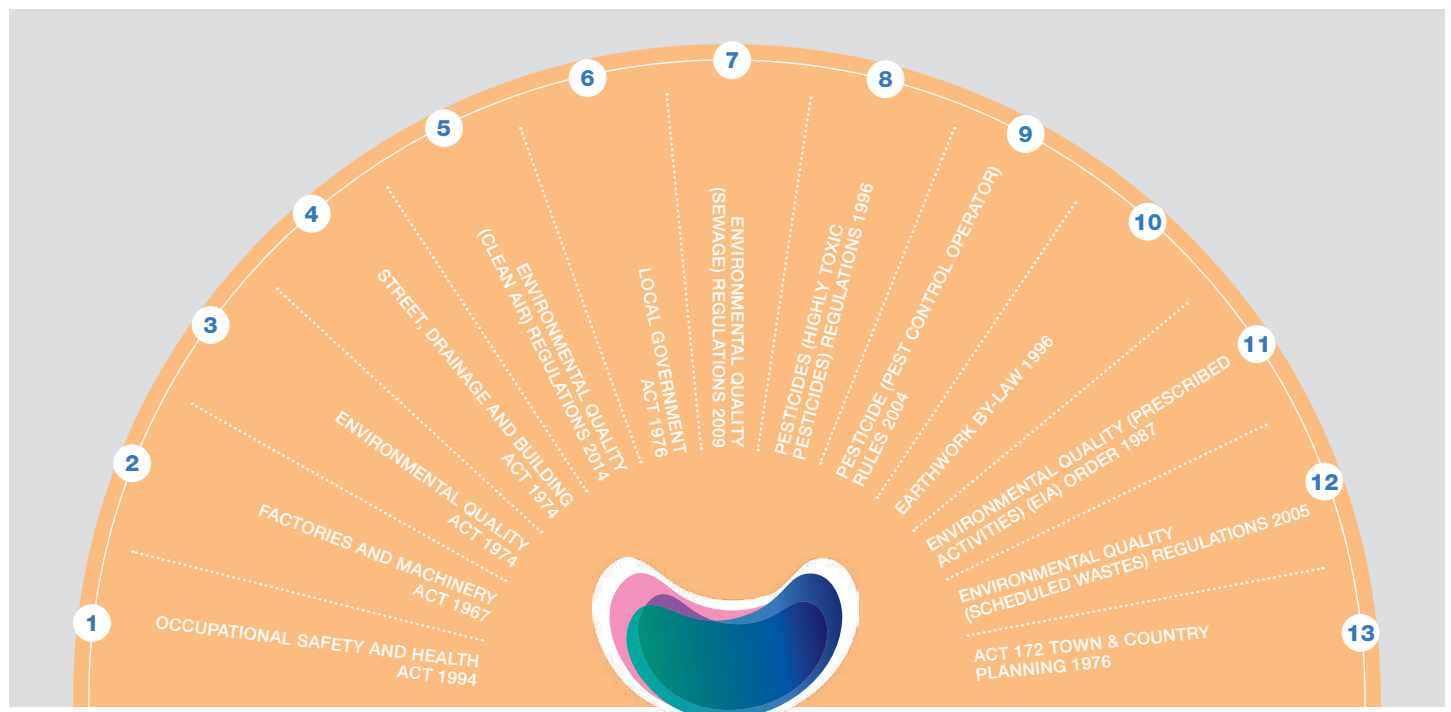 1
OCCUPATIONAL SAFETY AND HEALTH
ACT 1994
2
FACTORIES AND MACHINERY
ACT 1967
3
ENVIRONMENTAL QUALITY
ACT 1974
4
STREET, DRAINAGE AND BUILDING
ACT 1974
5
ENVIRONMENTAL QUALITY
(CLEAN AIR) REGULATIONS 2014
6
LOCAL GOVERNMENT
ACT 1976
7
ENVIRONMENTAL QUALITY
(SEWAGE) REGULATIONS 2009
8
PESTICIDES (HIGHLY TOXIC
PESTICIDES) REGULATIONS 1996
9
PESTICIDE (PEST CONTROL OPERATOR)
RULES 2004
10
EARTHWORK BY-LAW 1996
11
ENVIRONMENTAL QUALITY (PRESCRIBED
ACTIVITIES) (EIA) ORDER 1987
12
ENVIRONMENTAL QUALITY
(SCHEDULED WASTES) REGULATIONS 2005
13
ACT 172 TOWN & COUNTRY
PLANNING 1976